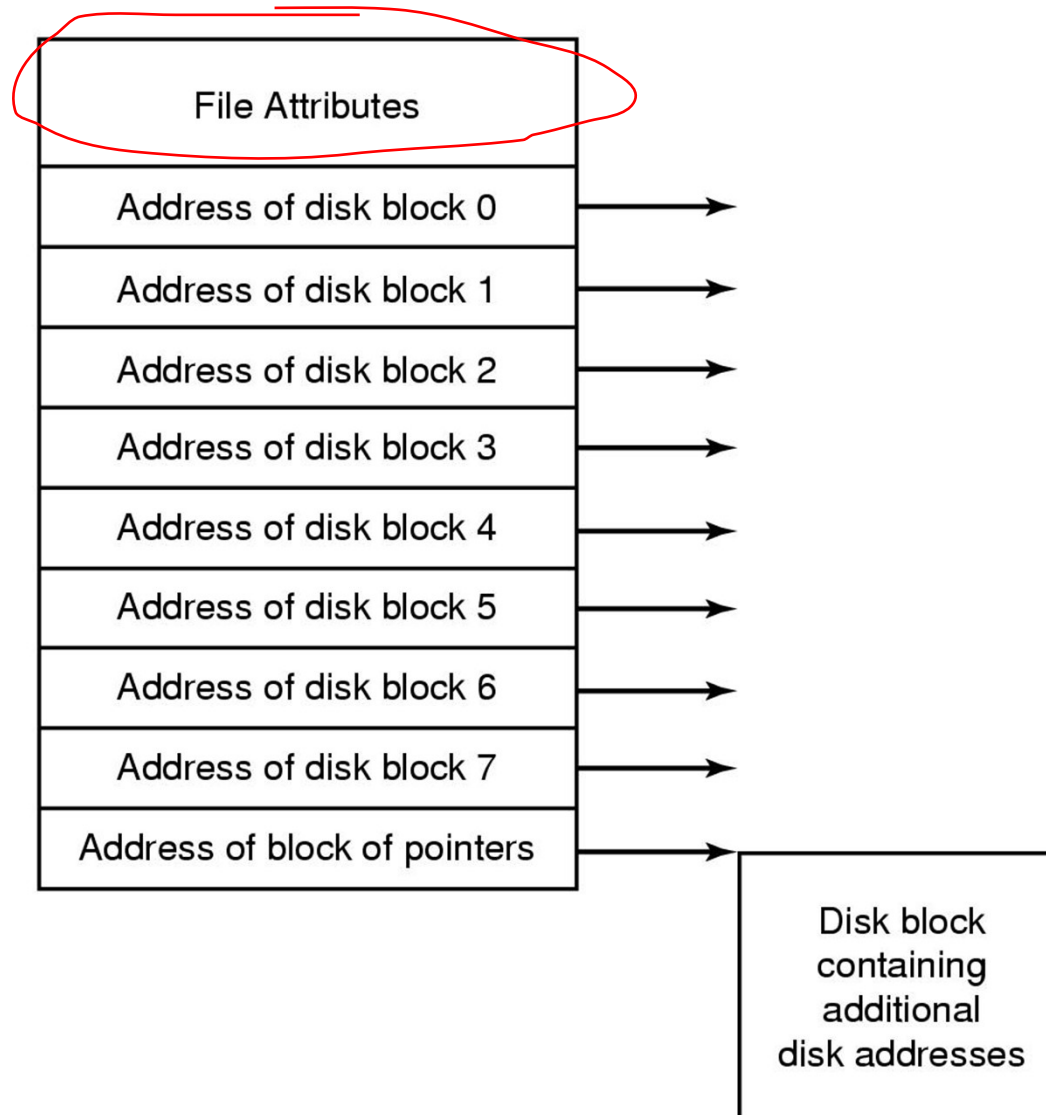 File Attributes
Address of disk block 0
Address of disk block 1
Address of disk block 2
Address of disk block 3
Address of disk block 4
Address of disk block 5
Address of disk block 6
Address of disk block 7
Address of block of pointers
Disk block
containing
additional
disk addresses